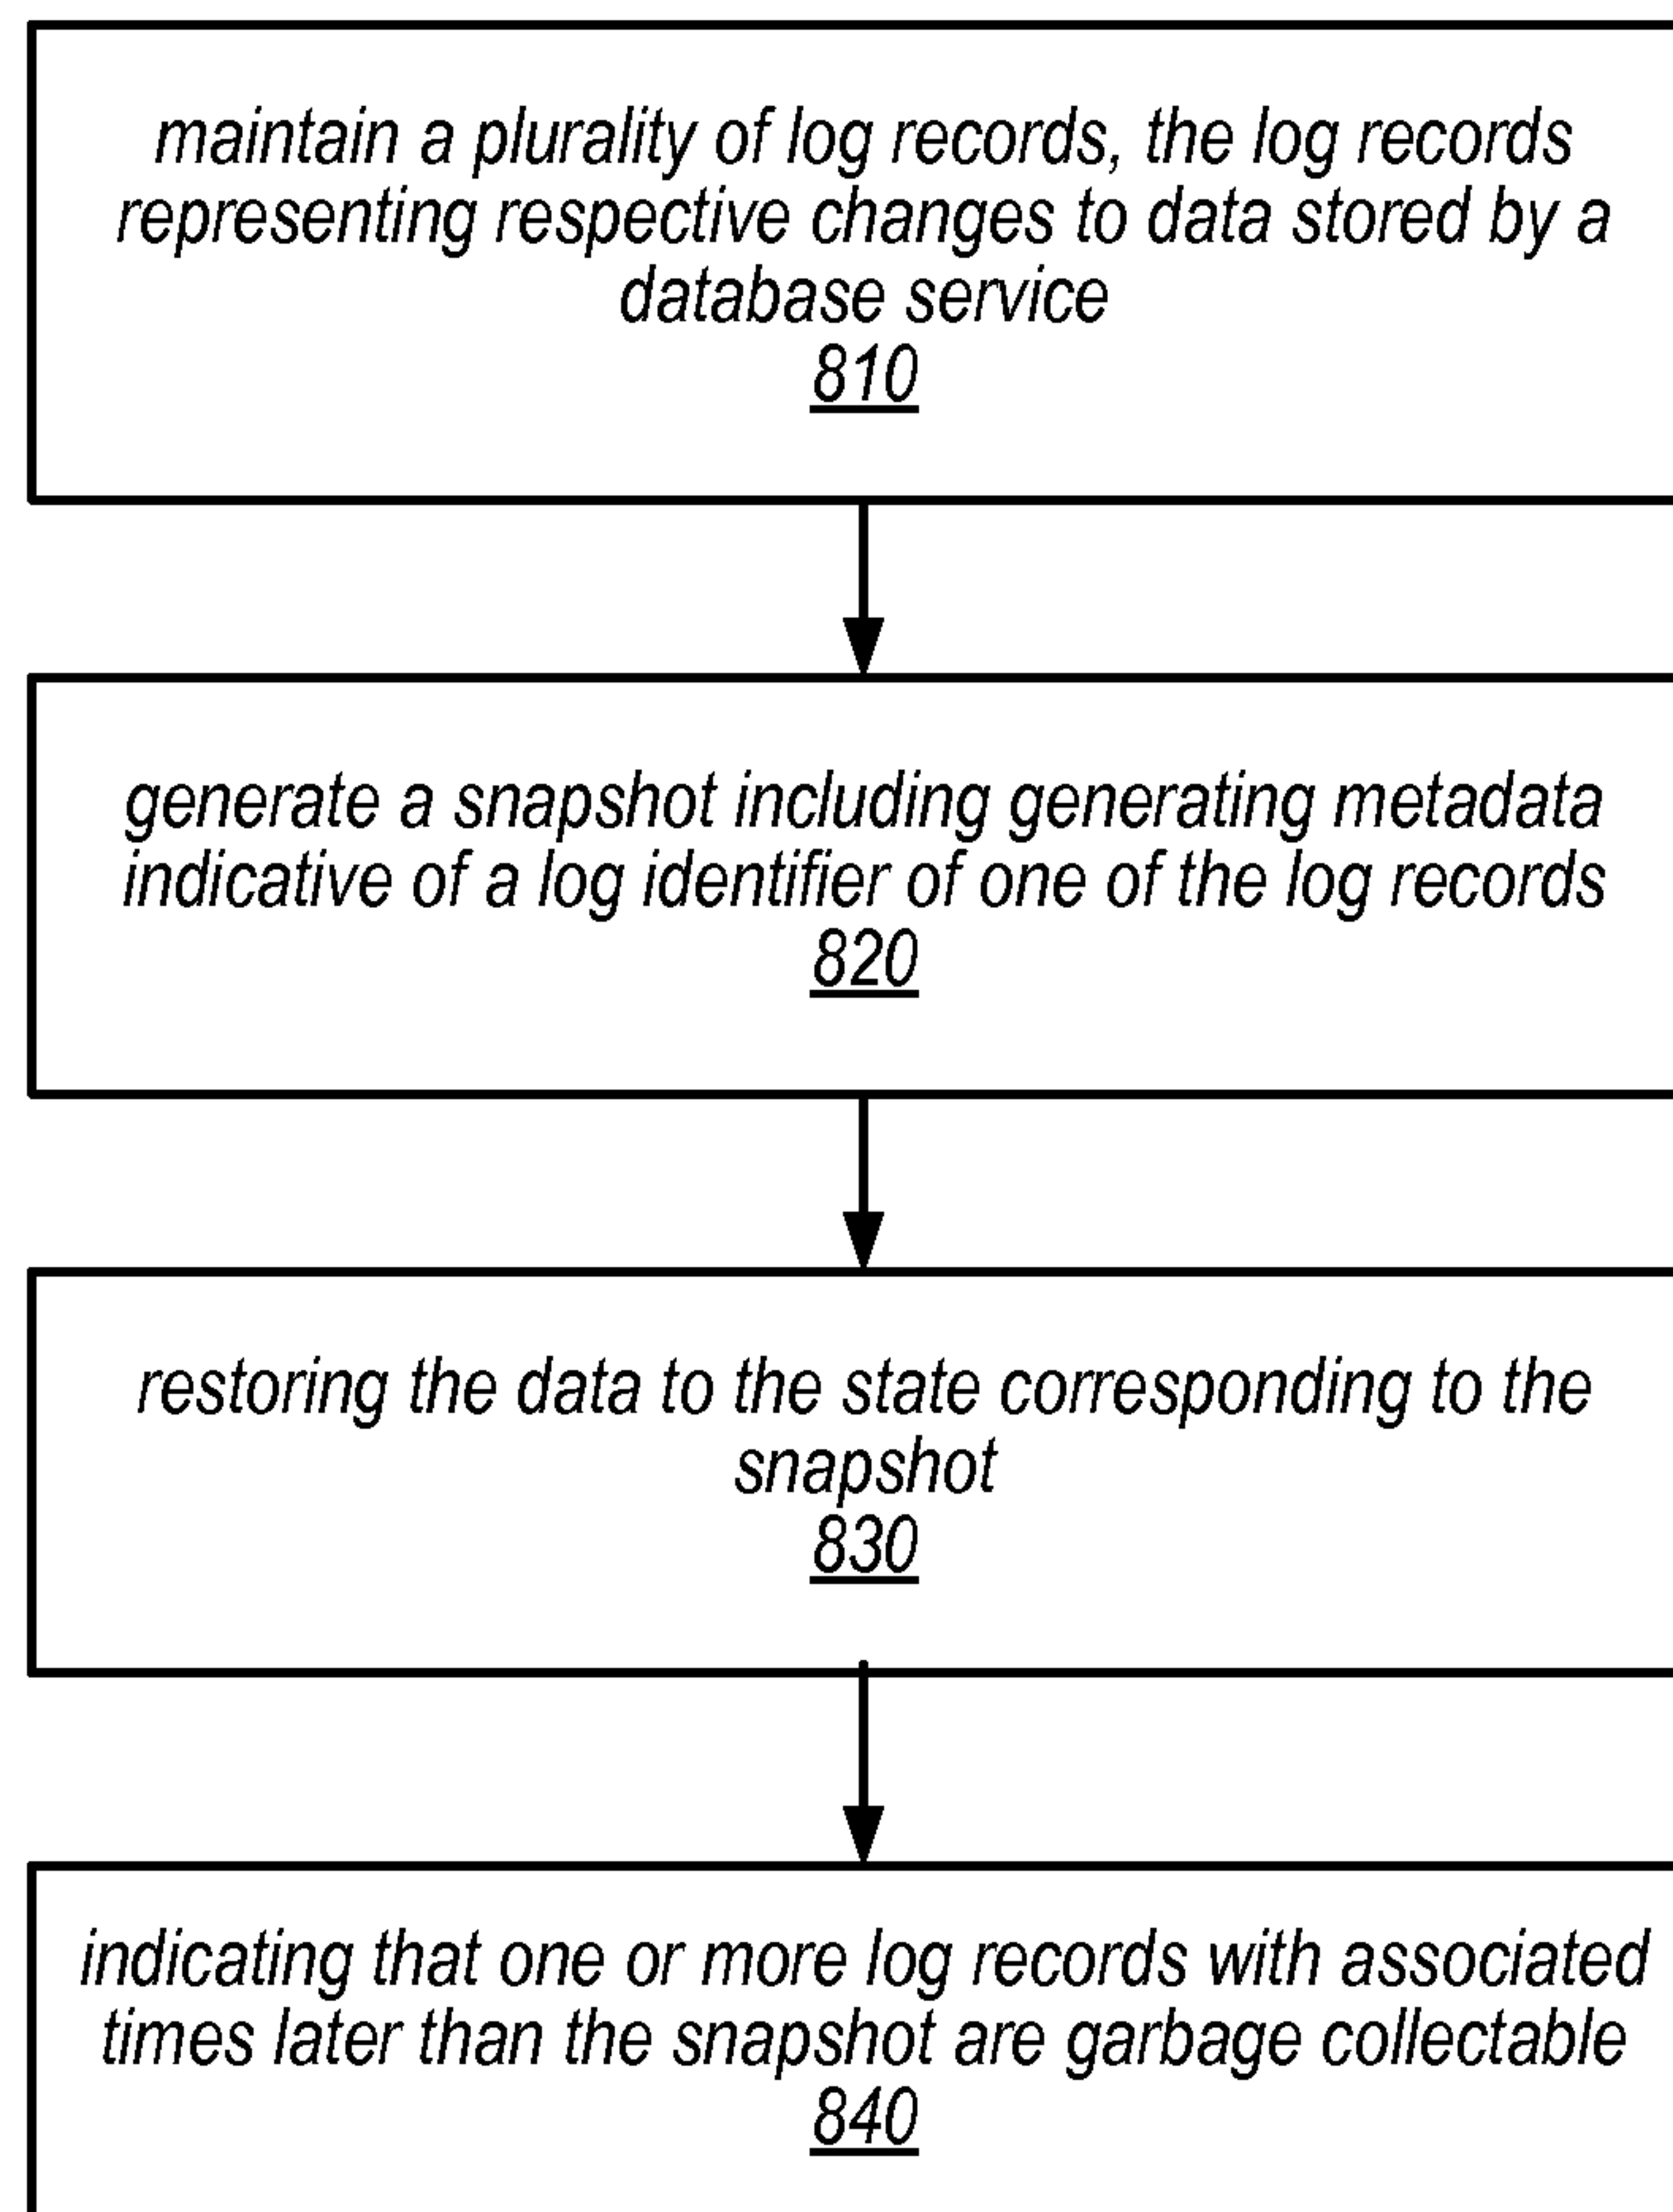 maintain a plurality of log records, the log records
representing respective changes to data stored by a
database service
810
generate a snapshot including generating metadata
indicative of a log identifier of one of the log records
820
restoring the data to the state corresponding to the
snapshot
830
indicating that one or more log records with associated
times later than the snapshot are garbage collectable
840